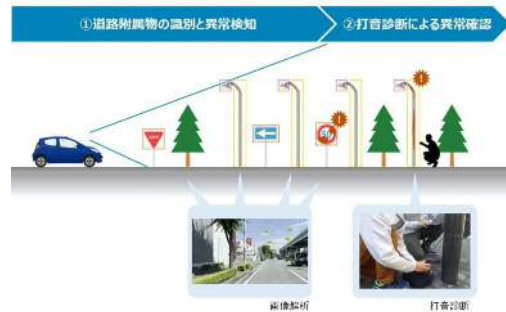 ①道路附属物の識別と異常検知
②打音診断による異常確認
画像解析
打音診断